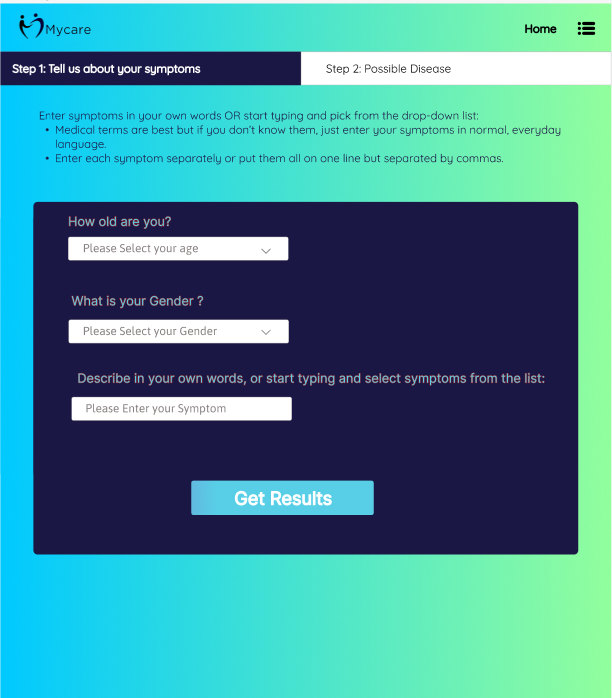 Mycare
Home
Step 1: Tell us about your symptoms
Step 2: Possible Disease
Enter symptoms in your own words OR start typing and pick from the drop-down list:
• Medical terms are best but if you don't know them, just enter your symptoms in normal, everyday
language.
• Enter each symptom separately or put them all on one line but separated by commas.
How old are you?
Please Select your age
What is your Gender ?
Please Select your Gender
Describe in your own words, or start typing and select symptoms from the list:
Please Enter your Symptom
Get Results